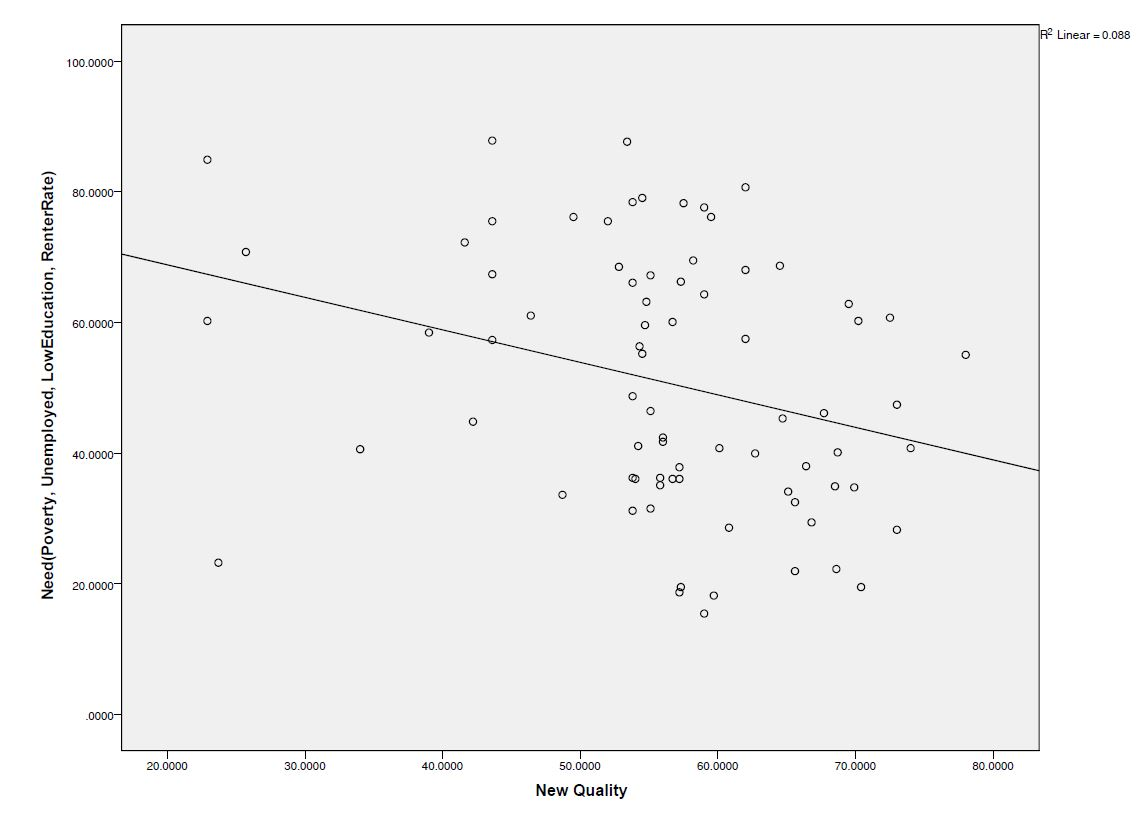 R2 Linear = 0.088
100.0000
80.0000
60.0000
40.0000
20.0000
.0000
Need(Poverty, Unemployed, LowEducation, RenterRate)
20.0000 30.0000 40.0000 50.0000 60.0000 70.0000 80.0000
New Quality